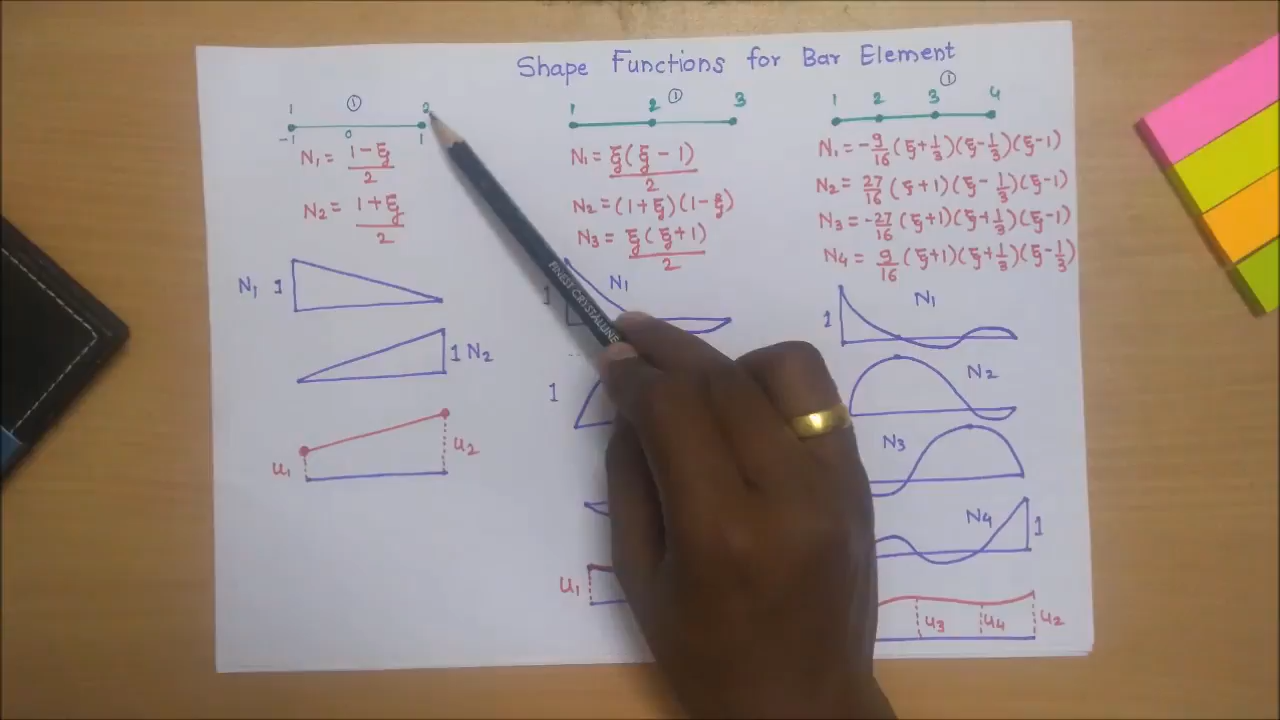 Shape Functions for Bar Element
1 ① 2
-1 0 1
N₁ = 1-ξ/2
N₂ = 1+ξ/2
N₁ 1
1 N₂
u₁ u₂
1 2 ① 3
N₁ = ξ(ξ-1)/2
N₂ = (1+ξ)(1-ξ)
N₃ = ξ(ξ+1)/2
1 N₁
1
u₁
①
1 2 3 4
N₁ = -9/16 (ξ+1/3)(ξ-1/3)(ξ-1)
N₂ = 27/16 (ξ+1)(ξ-1/3)(ξ-1)
N₃ = -27/16 (ξ+1)(ξ+1/3)(ξ-1)
N₄ = 9/16 (ξ+1)(ξ+1/3)(ξ-1/3)
1 N₁
N₂
N₃
N₄ 1
u₃ u₄ u₂
FINEST CRYSTALLINE